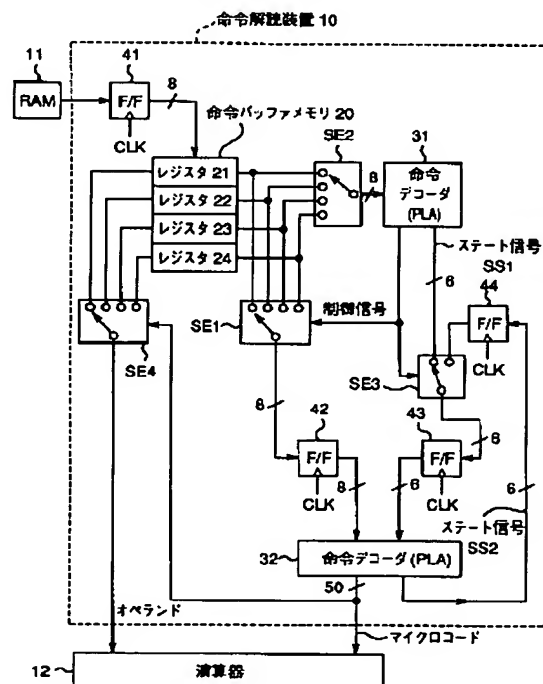 命令解読装置 10
11
41
RAM
F/F
8
CLK
命令バッファメモリ 20
SE2
31
レジスタ 21
レジスタ 22
レジスタ 23
レジスタ 24
8
命令
デコーダ
(PLA)
ステート信号
SS1
6
44
F/F
CLK
制御信号
SE4
SE1
SE3
8
42
F/F
CLK
8
43
F/F
CLK
8
6
6
ステート信号
SS2
32
命令デコーダ (PLA)
50
オペランド
マイクロコード
12
演算器